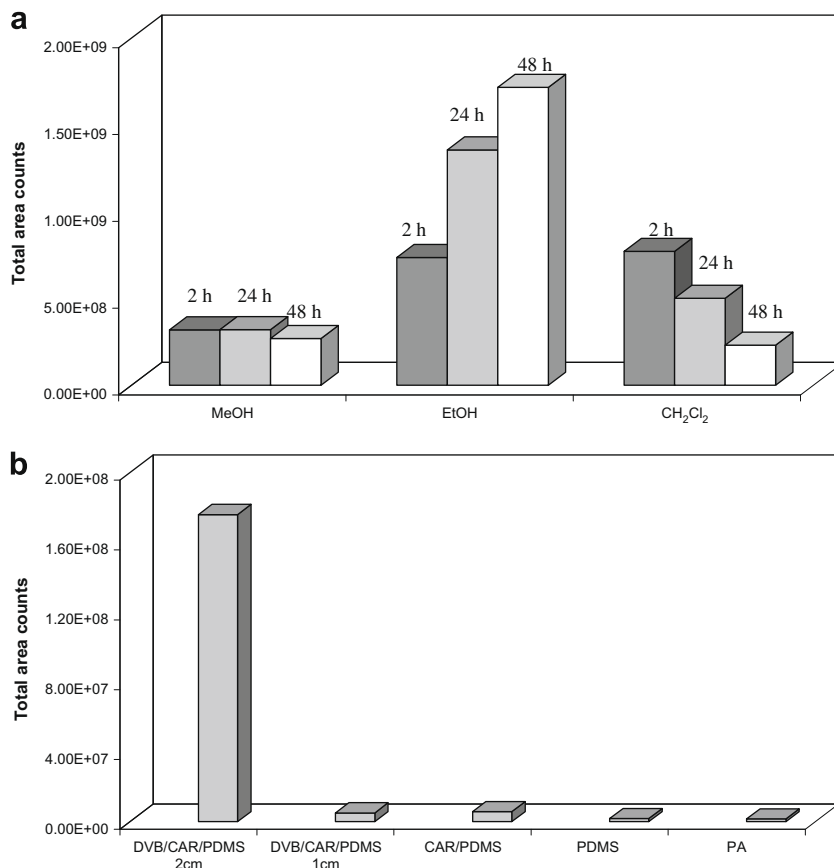 a
Total area counts
2.00E+09
1.50E+09
1.00E+09
5.00E+08
0.00E+00
2 h
24 h
48 h
2 h
24 h
48 h
2 h
24 h
48 h
MeOH
EtOH
CH₂Cl₂
b
Total area counts
2.00E+08
1.60E+08
1.20E+08
8.00E+07
4.00E+07
0.00E+00
DVB/CAR/PDMS
2cm
DVB/CAR/PDMS
1cm
CAR/PDMS
PDMS
PA